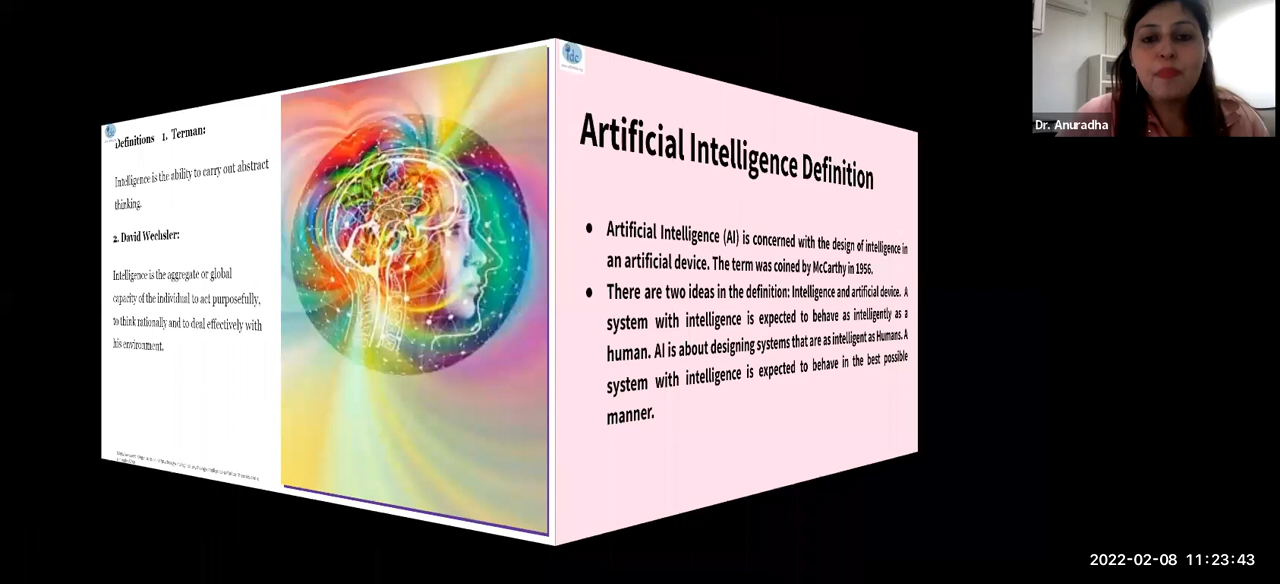 Definitions 1. Terman:
Intelligence is the ability to carry out abstract
thinking.
2. David Wechsler:
Intelligence is the aggregate or global
capacity of the individual to act purposefully,
to think rationally and to deal effectively with
his environment.
idc
Artificial Intelligence Definition
• Artificial Intelligence (AI) is concerned with the design of intelligence in
an artificial device. The term was coined by McCarthy in 1956.
• There are two ideas in the definition: Intelligence and artificial device. A
system with intelligence is expected to behave as intelligently as a
human. AI is about designing systems that are as intelligent as Humans. A
system with intelligence is expected to behave in the best possible
manner.
Dr. Anuradha
2022-02-08 11:23:43